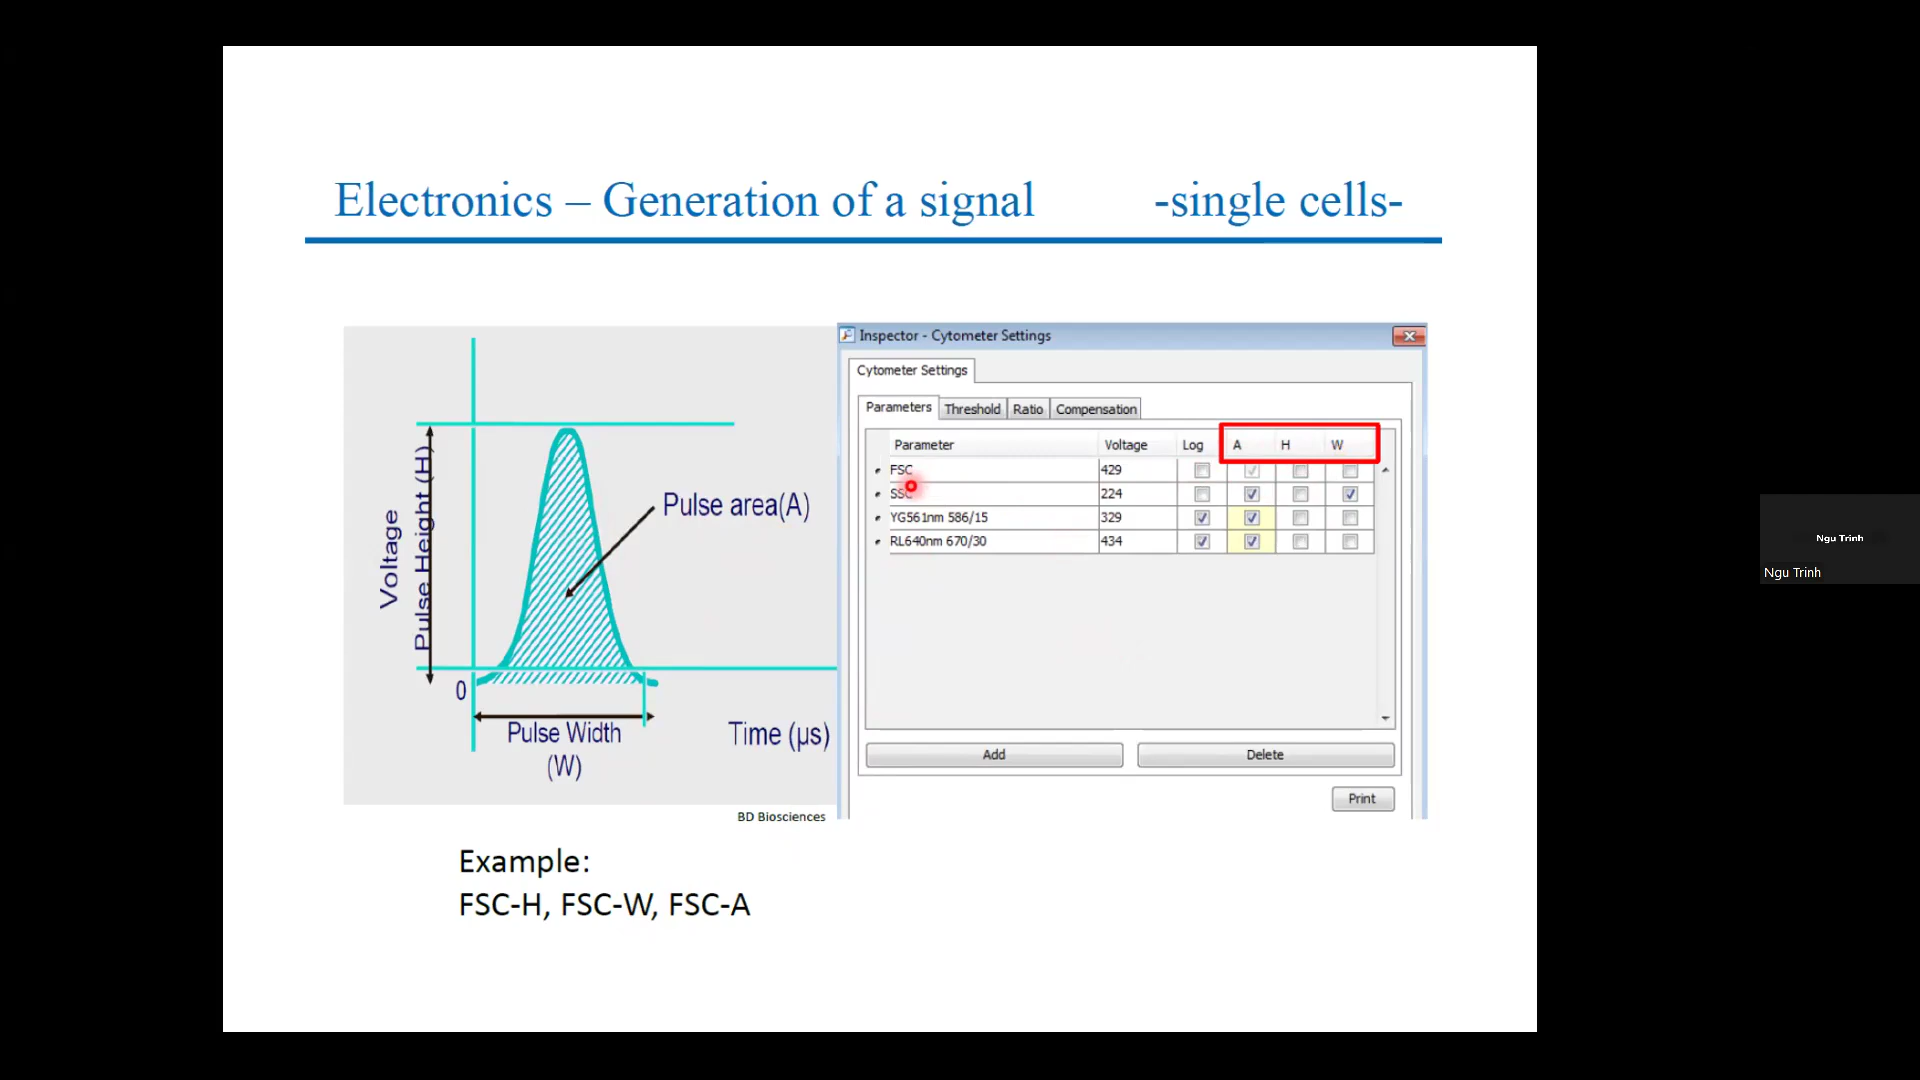 Electronics – Generation of a signal -single cells-
Voltage
Pulse Height (H)
Pulse area(A)
0
Pulse Width
(W)
Time (µs)
BD Biosciences
Inspector - Cytometer Settings
Cytometer Settings
Parameters Threshold Ratio Compensation
Parameter Voltage Log A H W
FSC 429
SSC 224
YG561nm 586/15 329
RL640nm 670/30 434
Add Delete
Print
Example:
FSC-H, FSC-W, FSC-A
Ngu Trinh
Ngu Trinh